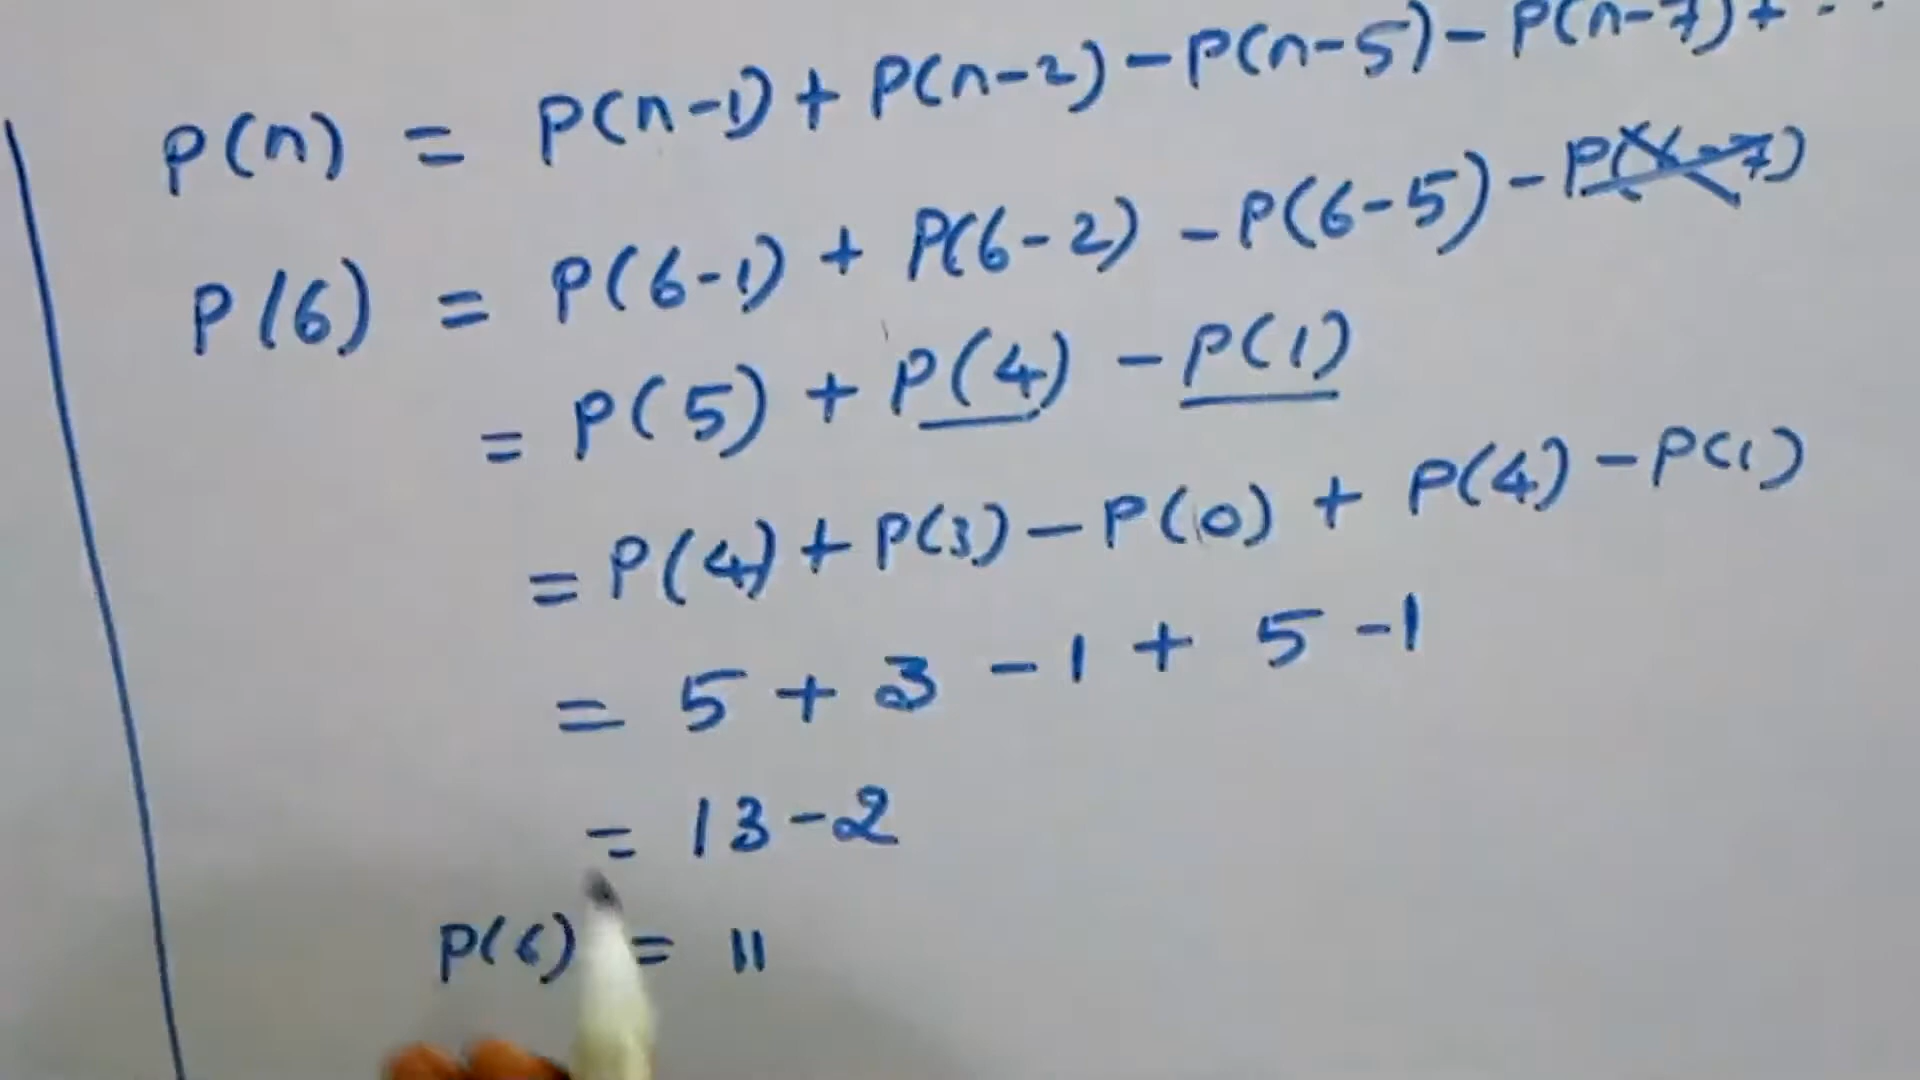 P(n) = P(n-1) + P(n-2) - P(n-5) - P(n-7) + ...
P(6) = P(6-1) + P(6-2) - P(6-5) - P(6-7)
= P(5) + P(4) - P(1)
= P(4) + P(3) - P(0) + P(4) - P(1)
= 5 + 3 - 1 + 5 - 1
= 13 - 2
P(6) = 11